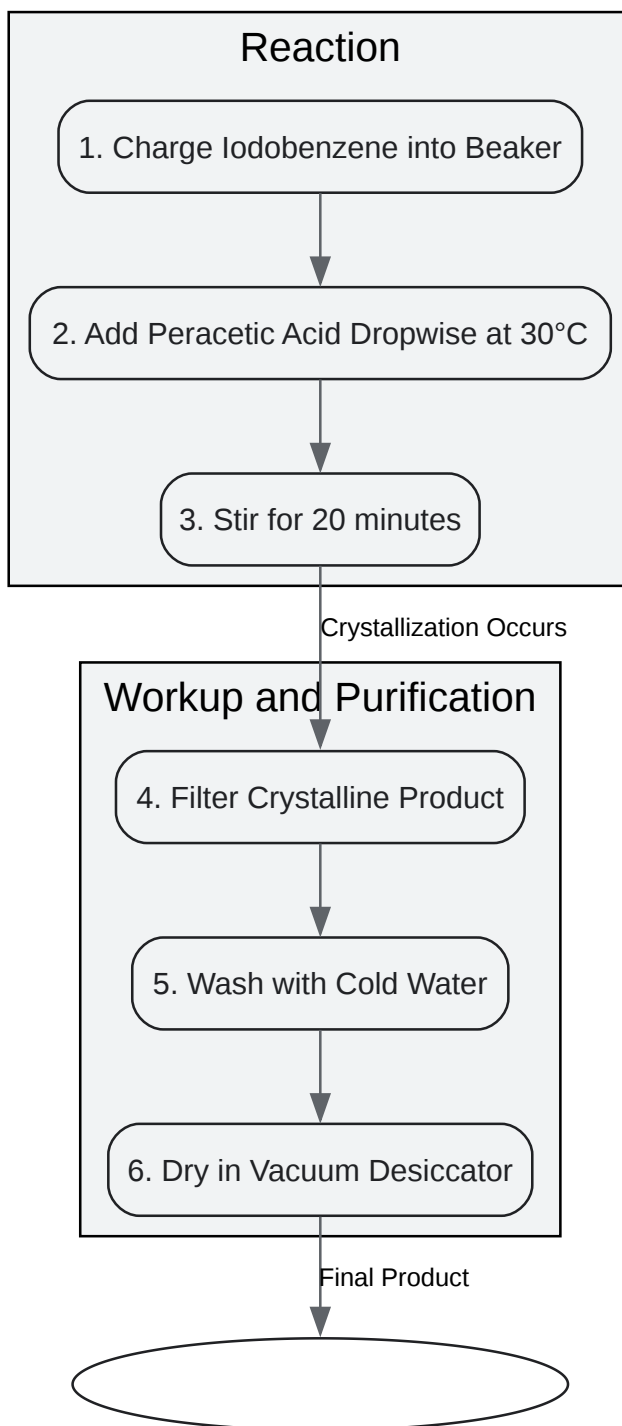 Reaction
1. Charge Iodobenzene into Beaker
2. Add Peracetic Acid Dropwise at 30°C
3. Stir for 20 minutes
Crystallization Occurs
Workup and Purification
4. Filter Crystalline Product
5. Wash with Cold Water
6. Dry in Vacuum Desiccator
Final Product